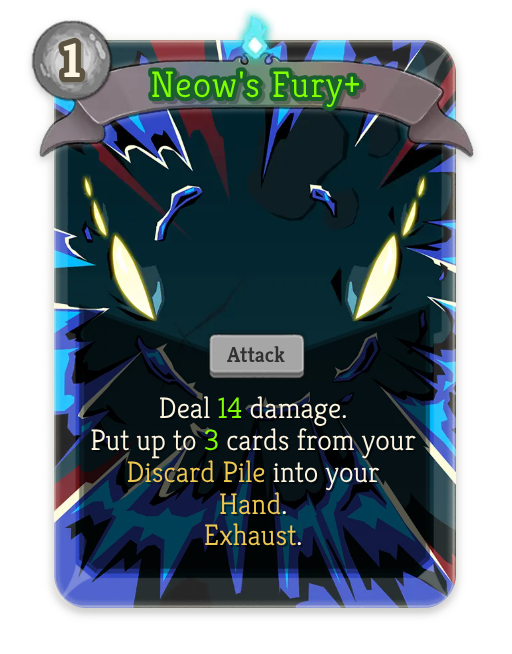 1
Neow's Fury+
Attack
Deal 14 damage.
Put up to 3 cards from your
Discard Pile into your
Hand.
Exhaust.